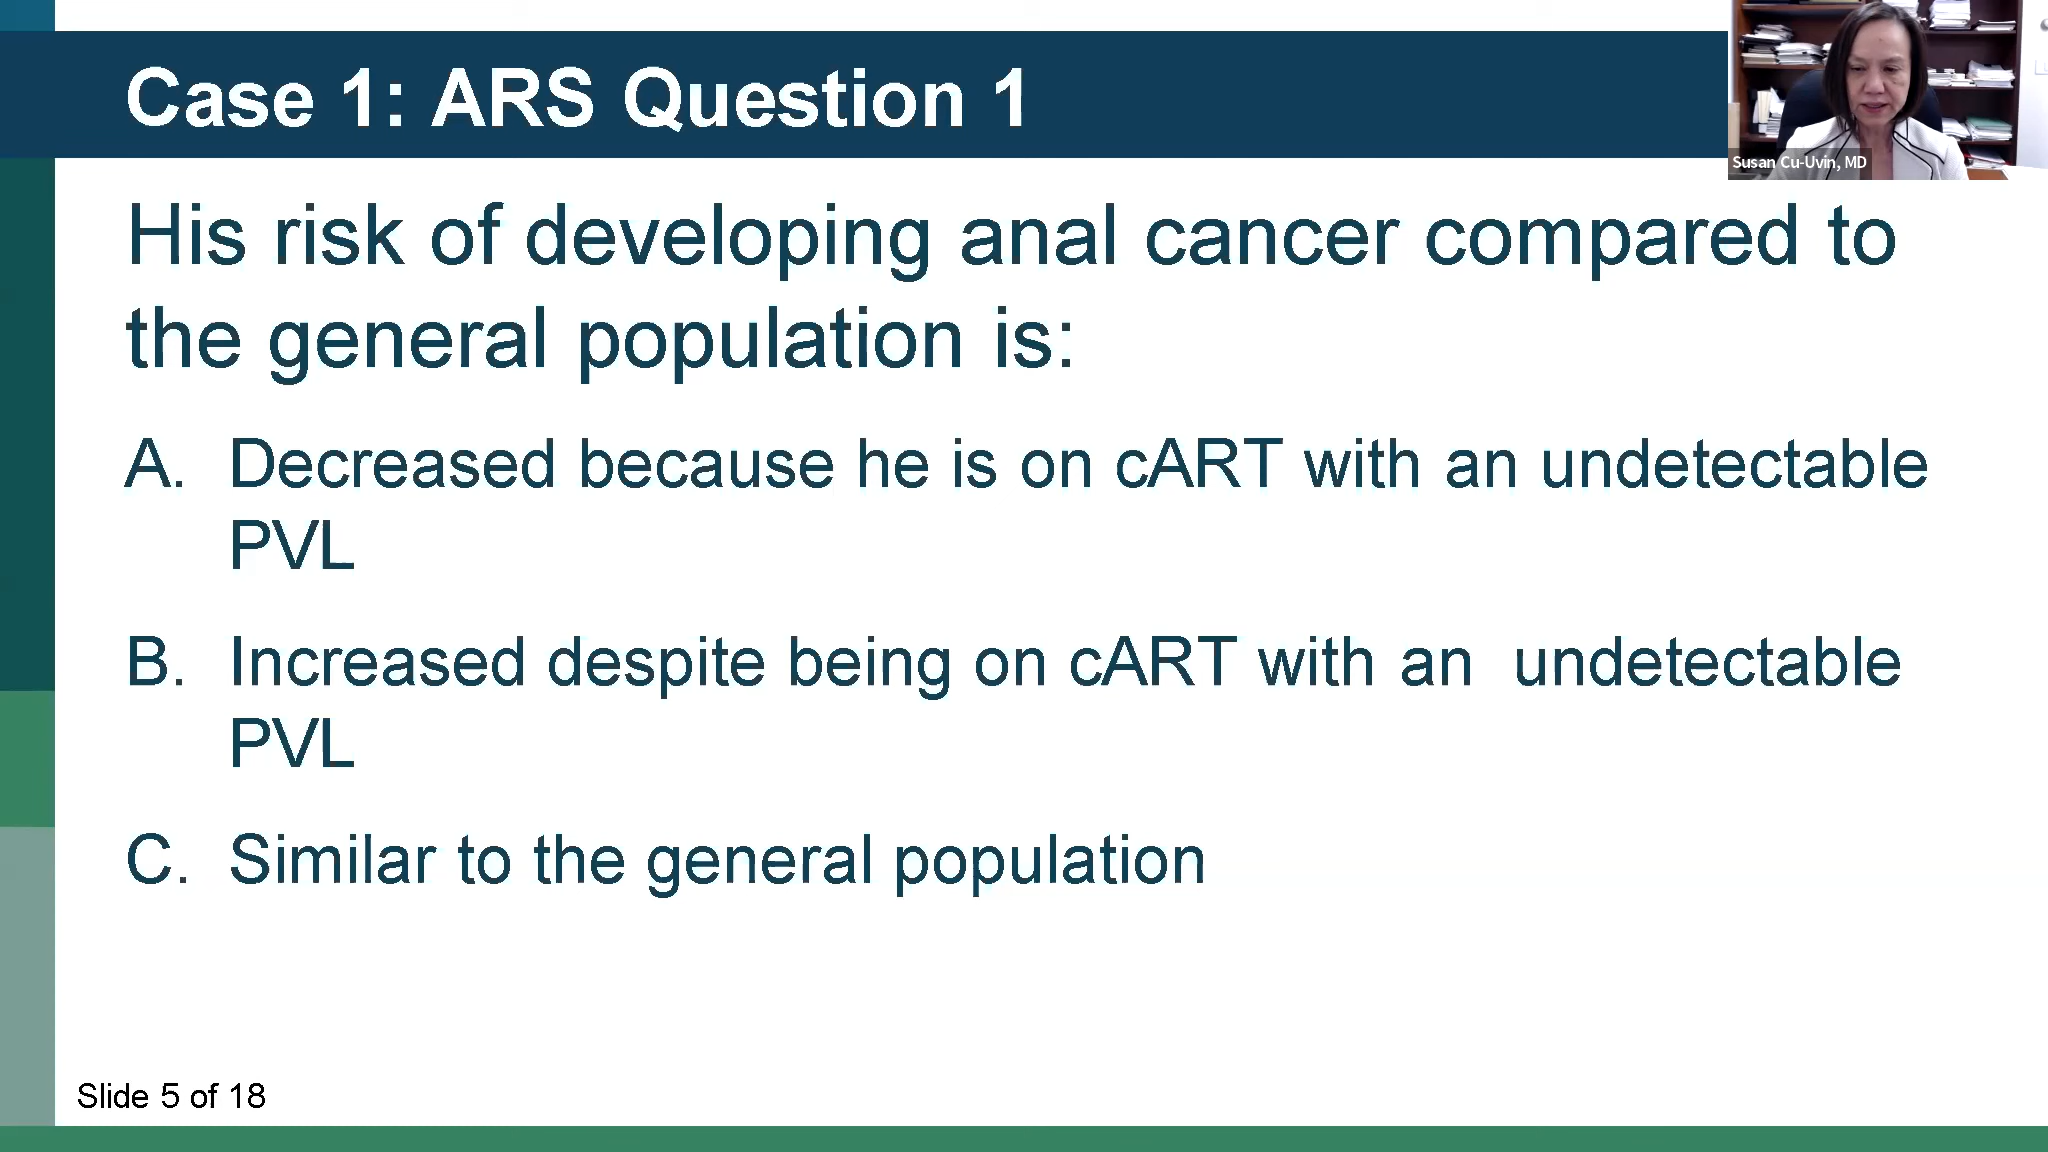 Case 1: ARS Question 1
Susan Cu-Uvin, MD
His risk of developing anal cancer compared to
the general population is:
A. Decreased because he is on cART with an undetectable
PVL
B. Increased despite being on cART with an undetectable
PVL
C. Similar to the general population
Slide 5 of 18